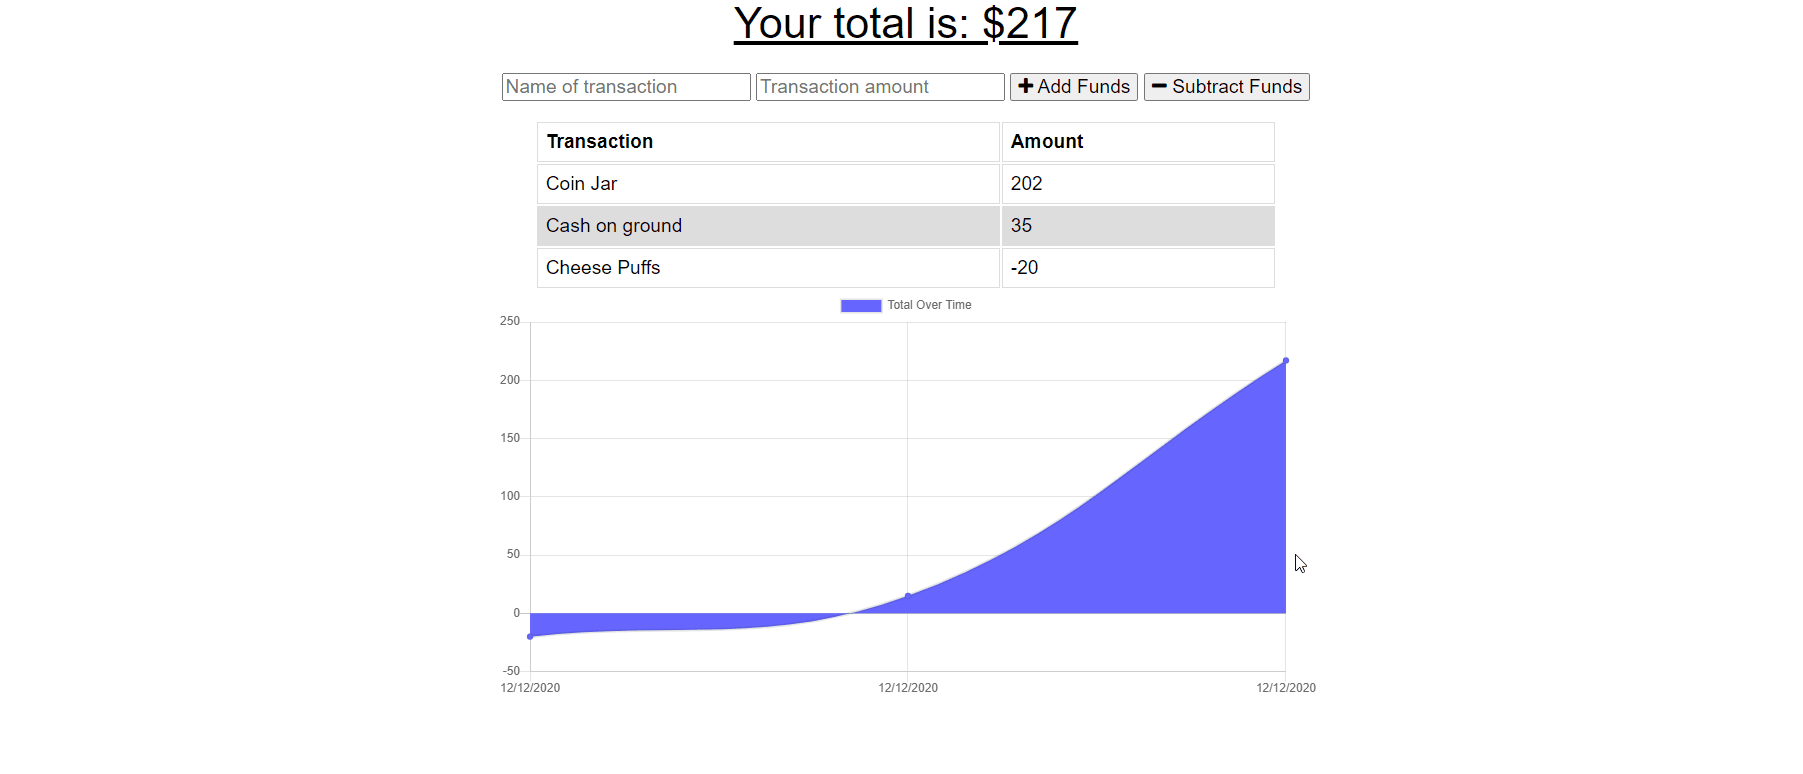 Your total is: $217
Name of transaction Transaction amount Add Funds Subtract Funds
Transaction Amount
Coin Jar 202
Cash on ground 35
Cheese Puffs -20
Total Over Time
250
200
150
100
50
0
-50
12/12/2020 12/12/2020 12/12/2020